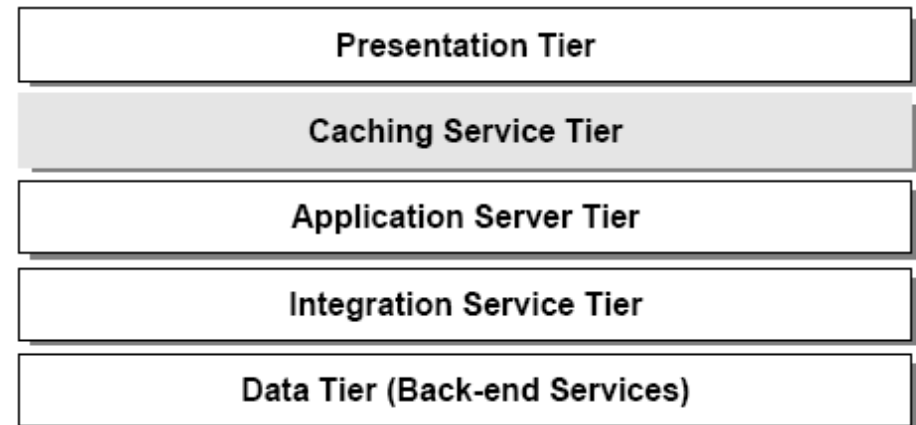 Presentation Tier
Caching Service Tier
Application Server Tier
Integration Service Tier
Data Tier (Back-end Services)